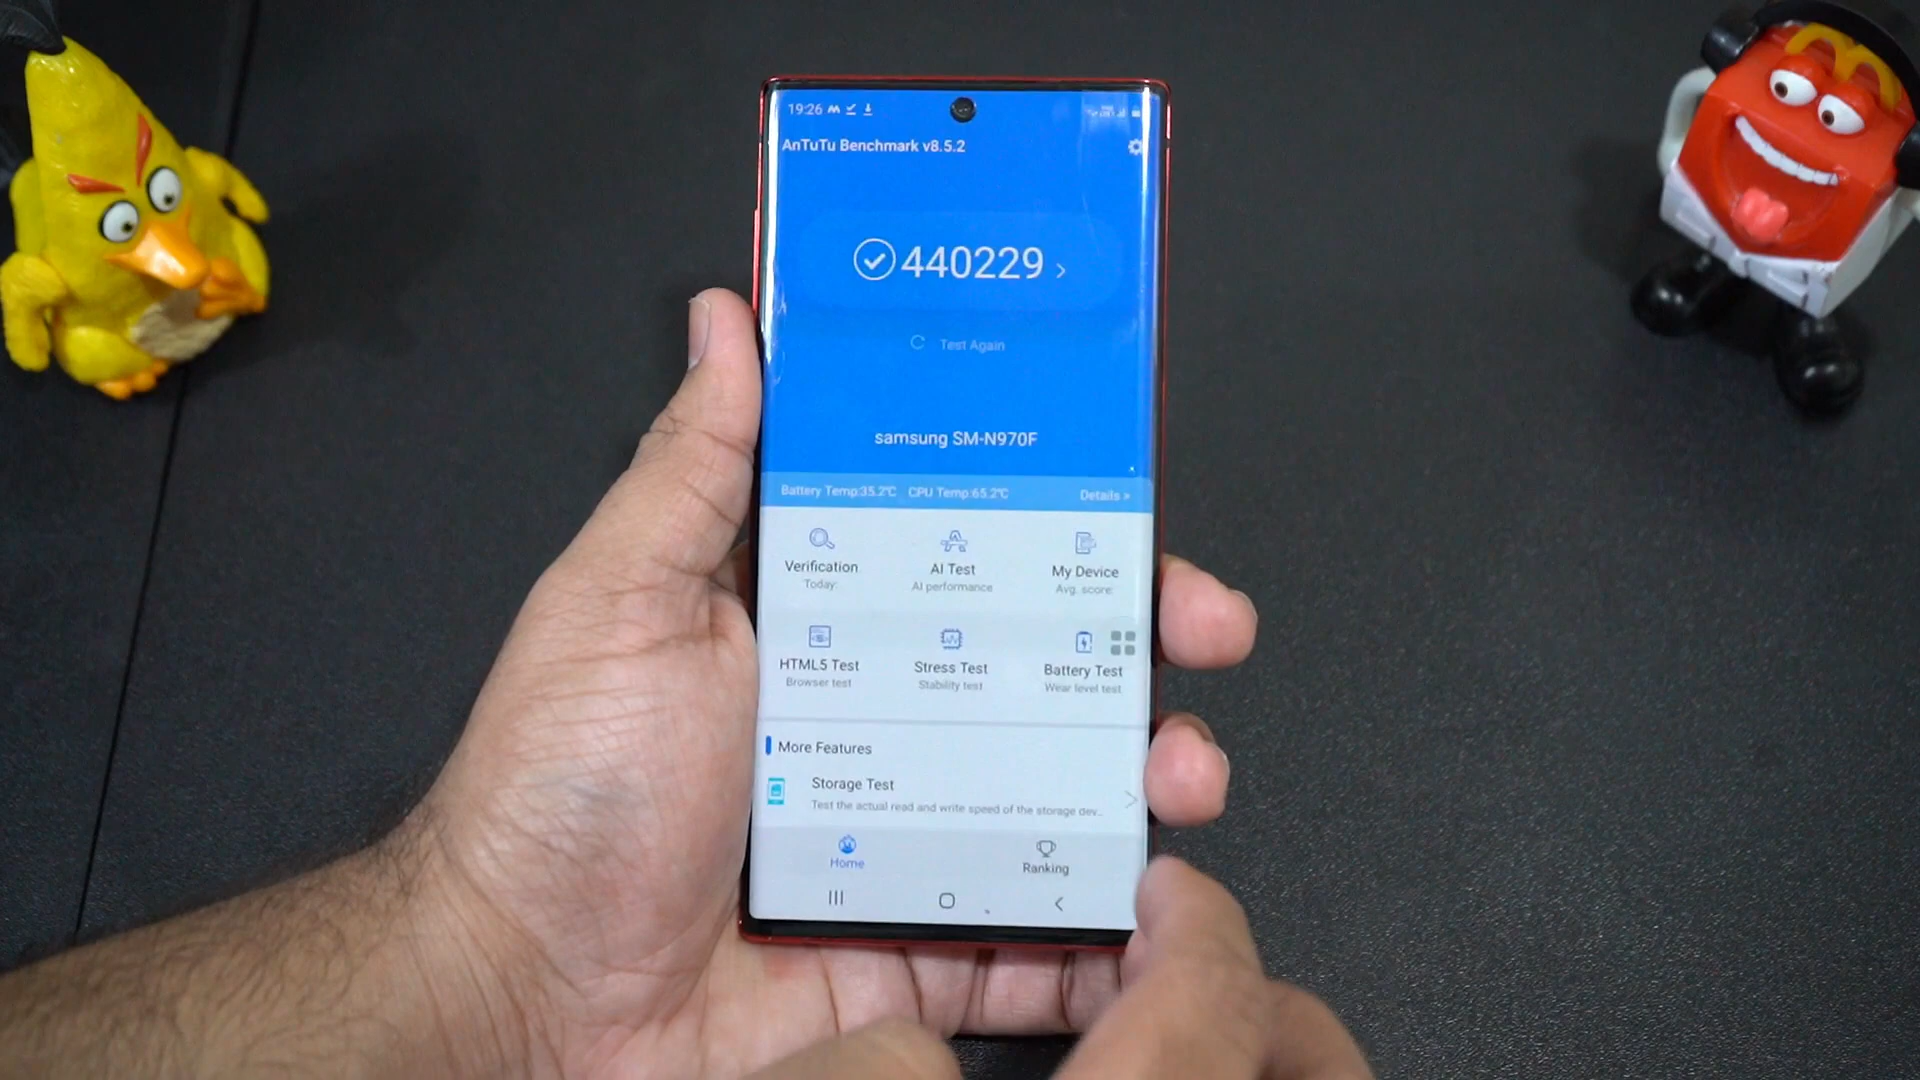 19:26
AnTuTu Benchmark v8.5.2
440229
Test Again
samsung SM-N970F
Battery Temp:35.2℃ CPU Temp:65.2℃ Details >
Verification AI Test My Device
Today: AI performance Avg. score:
HTML5 Test Stress Test Battery Test
Browser test Stability test Wear level test
More Features
Storage Test
Test the actual read and write speed of the storage dev...
Home Ranking